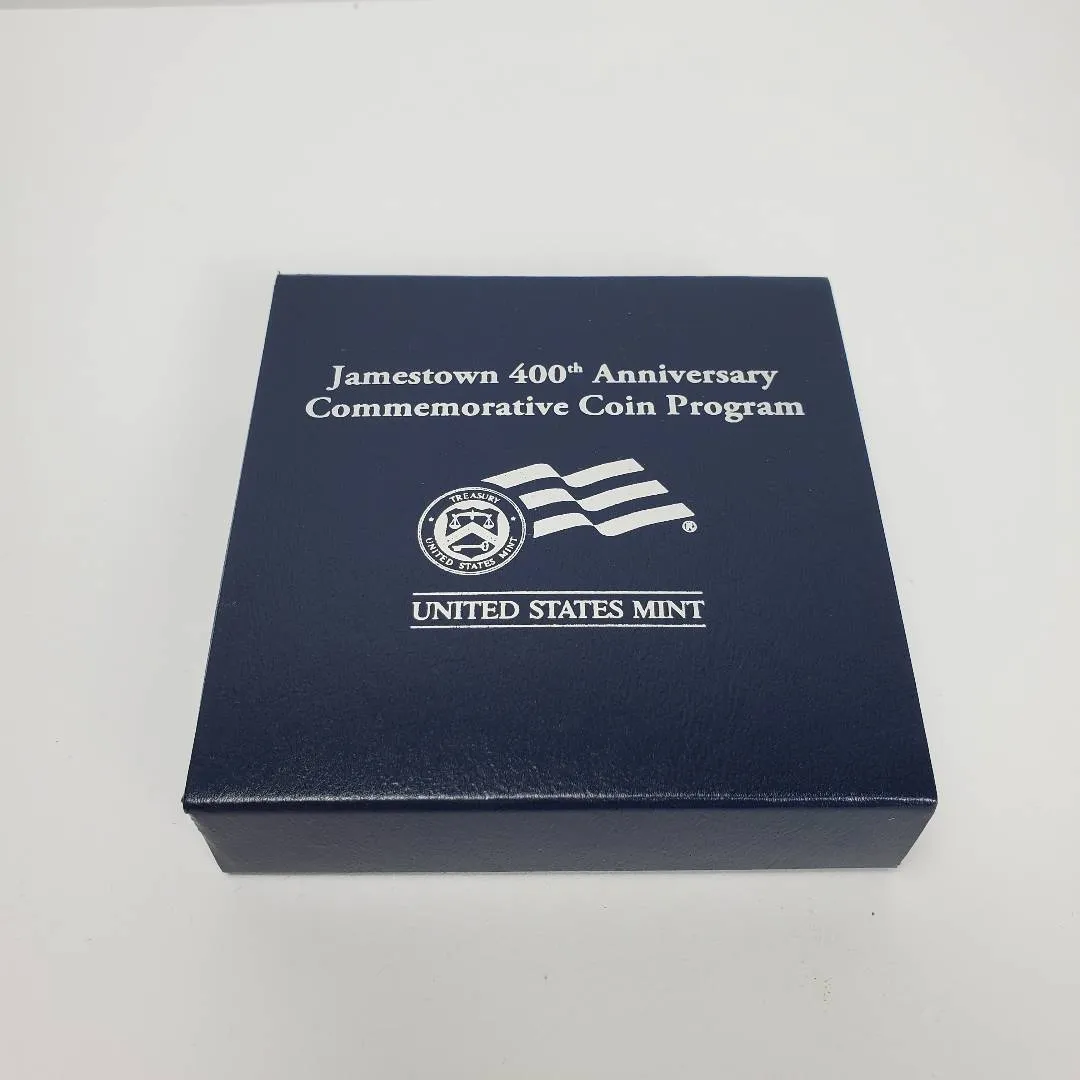 Jamestown 400th Anniversary
Commemorative Coin Program
TREASURY
UNITED STATES MINT
®
UNITED STATES MINT